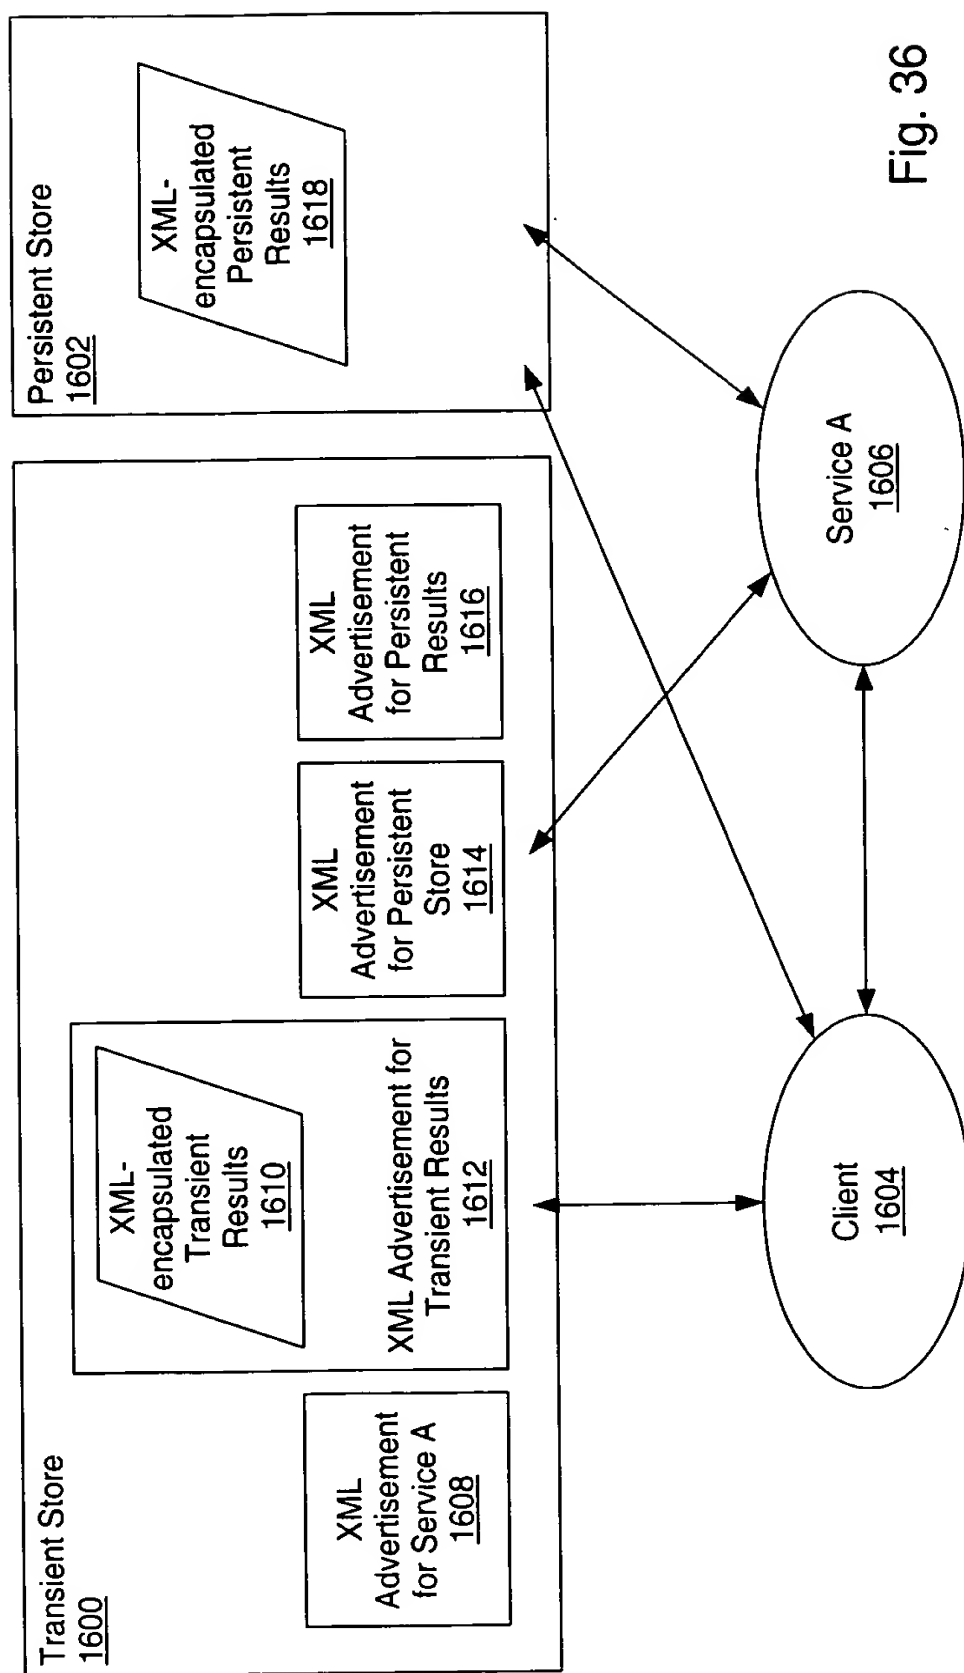 Transient Store
1600
XML
Advertisement
for Service A
1608
XML-
encapsulated
Transient
Results
1610
XML Advertisement for
Transient Results
1612
XML
Advertisement
for Persistent
Store
1614
XML
Advertisement
for Persistent
Results
1616
Persistent Store
1602
XML-
encapsulated
Persistent
Results
1618
Client
1604
Service A
1606
Fig. 36